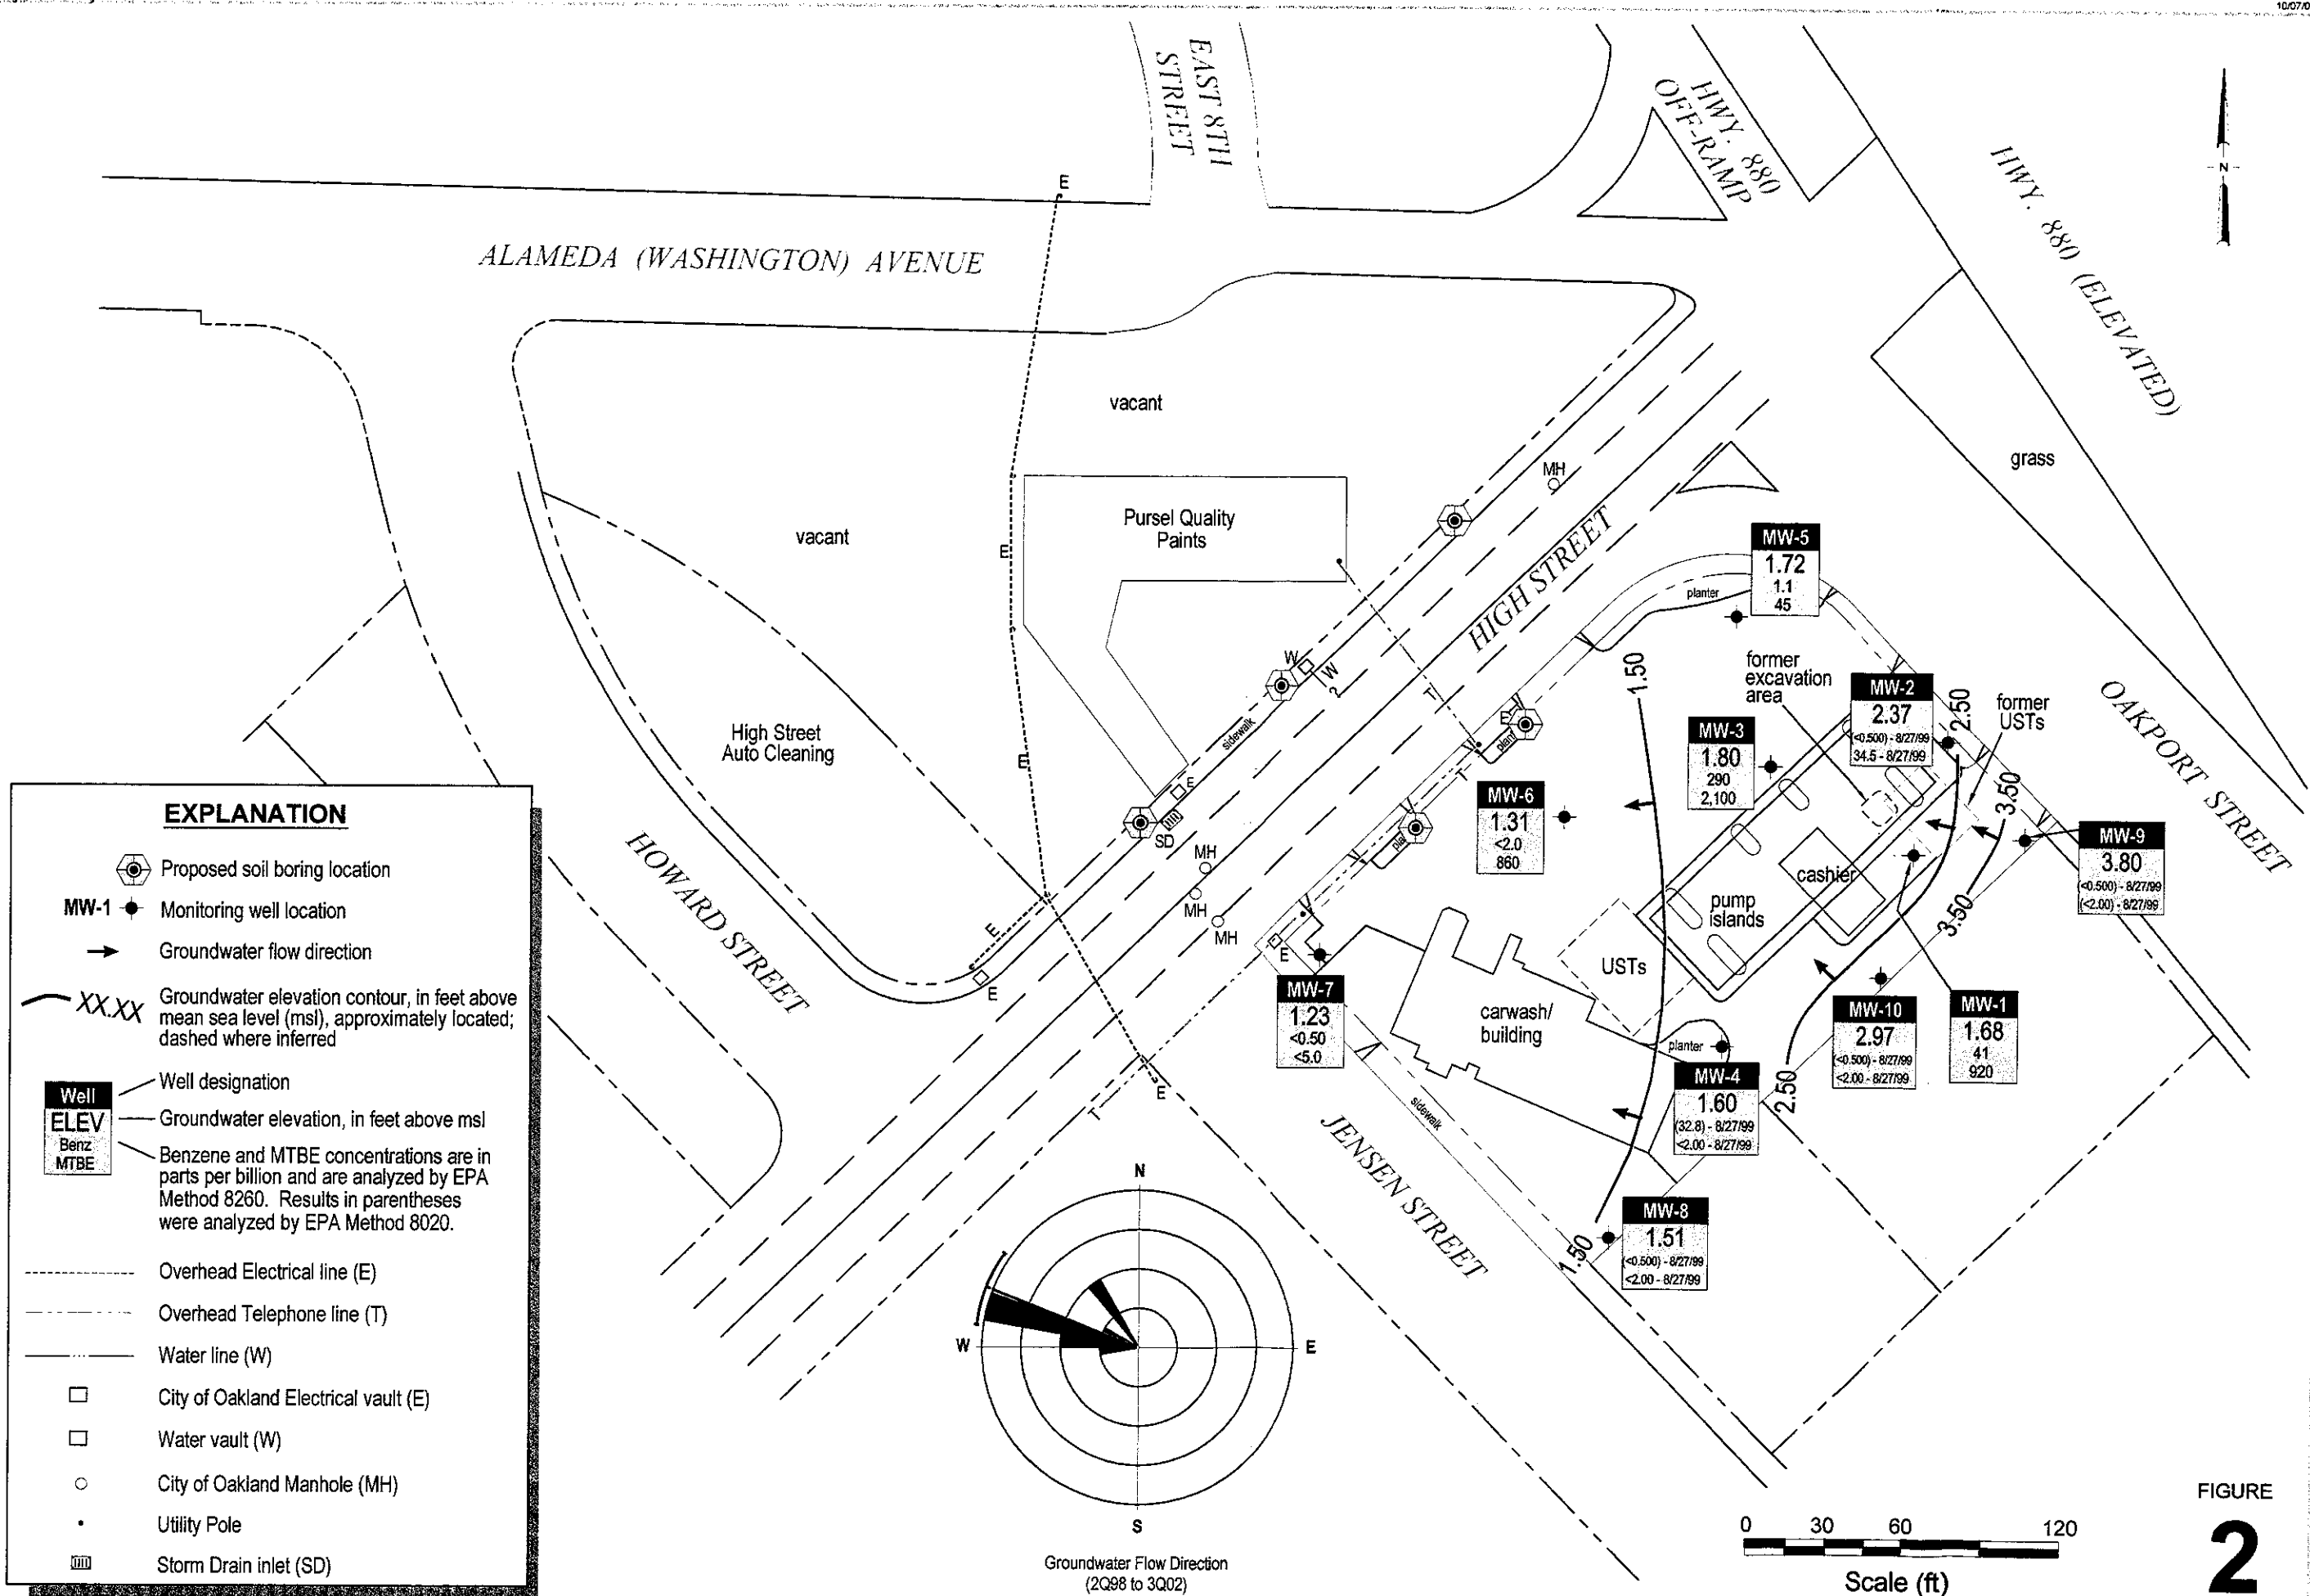 10/07/0
EAST 8TH
STREET
HWY. 880
OFF-RAMP
HWY. 880 (ELEVATED)
N
E
ALAMEDA (WASHINGTON) AVENUE
vacant
grass
MH
Pursel Quality
Paints
vacant
E
HIGH STREET
MW-5
1.72
1.1
45
planter
W
W
2
T
1.50
former
excavation
area
MW-2
2.37
(<0.500) - 8/27/99
34.5 - 8/27/99
2.50
former
USTs
OAKPORT STREET
sidewalk
High Street
Auto Cleaning
E
E
MW-3
1.80
290
2,100
T
3.50
E
SD
MW-6
1.31
<2.0
860
MW-9
3.80
(<0.500) - 8/27/99
(<2.00) - 8/27/99
HOWARD STREET
MH
MH
MH
cashier
pump
islands
3.50
E
E
E
USTs
MW-7
1.23
<0.50
<5.0
carwash/
building
planter
MW-10
2.97
(<0.500) - 8/27/99
<2.00 - 8/27/99
MW-1
1.68
41
920
MW-4
1.60
(32.8) - 8/27/99
<2.00 - 8/27/99
2.50
E
T
sidewalk
JENSEN STREET
MW-8
1.51
(<0.500) - 8/27/99
<2.00 - 8/27/99
1.50
EXPLANATION
Proposed soil boring location
MW-1 Monitoring well location
Groundwater flow direction
XX.XX Groundwater elevation contour, in feet above
mean sea level (msl), approximately located;
dashed where inferred
Well
ELEV
Benz
MTBE
Well designation
Groundwater elevation, in feet above msl
Benzene and MTBE concentrations are in
parts per billion and are analyzed by EPA
Method 8260. Results in parentheses
were analyzed by EPA Method 8020.
Overhead Electrical line (E)
Overhead Telephone line (T)
Water line (W)
City of Oakland Electrical vault (E)
Water vault (W)
City of Oakland Manhole (MH)
Utility Pole
Storm Drain inlet (SD)
N
W
E
S
Groundwater Flow Direction
(2Q98 to 3Q02)
0 30 60 120
Scale (ft)
FIGURE
2